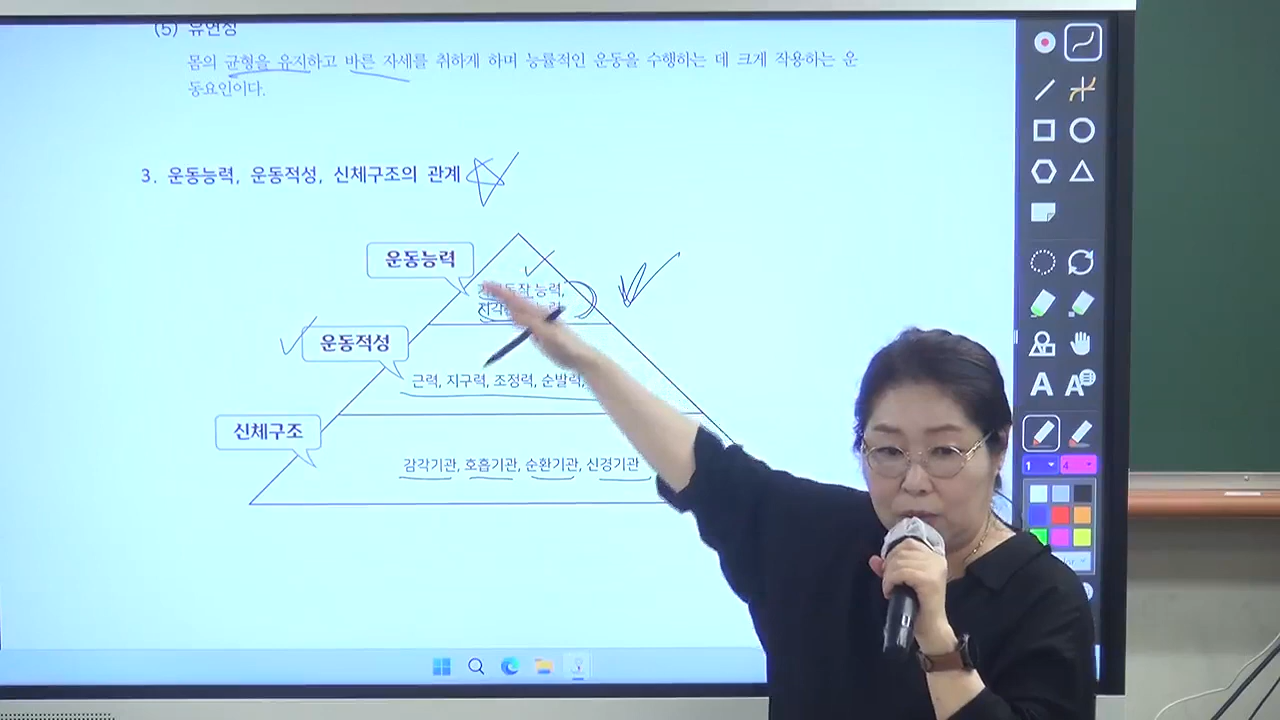 (5) 유연성
몸의 균형을 유지하고 바른 자세를 취하게 하며 능률적인 운동을 수행하는 데 크게 작용하는 운
동요인이다.
3. 운동능력, 운동적성, 신체구조의 관계
운동능력
능력,
운동적성
근력, 지구력, 조정력, 순발력,
신체구조
감각기관, 호흡기관, 순환기관, 신경기관
A
A
1
4